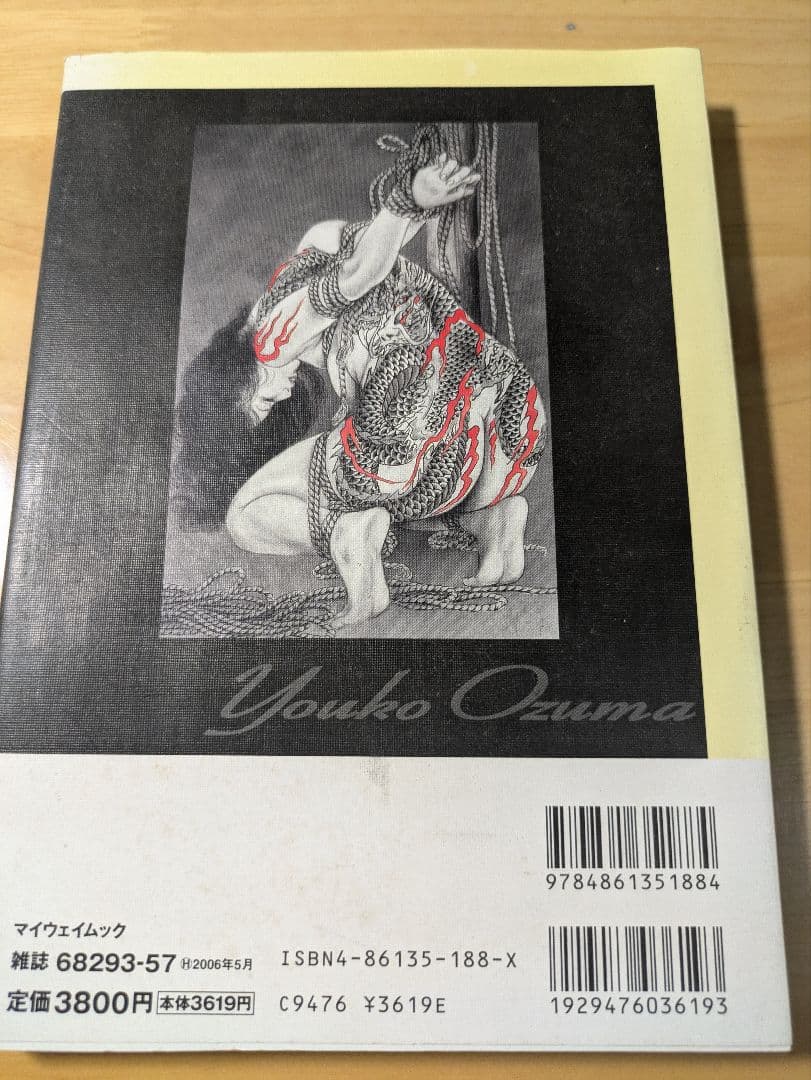 Youko Ozuma
9784861351884
マイウェイムック
雑誌 68293-57 Ⓗ2006年5月
ISBN4-86135-188-X
定価3800円 本体3619円
C9476 ¥3619E
1929476036193